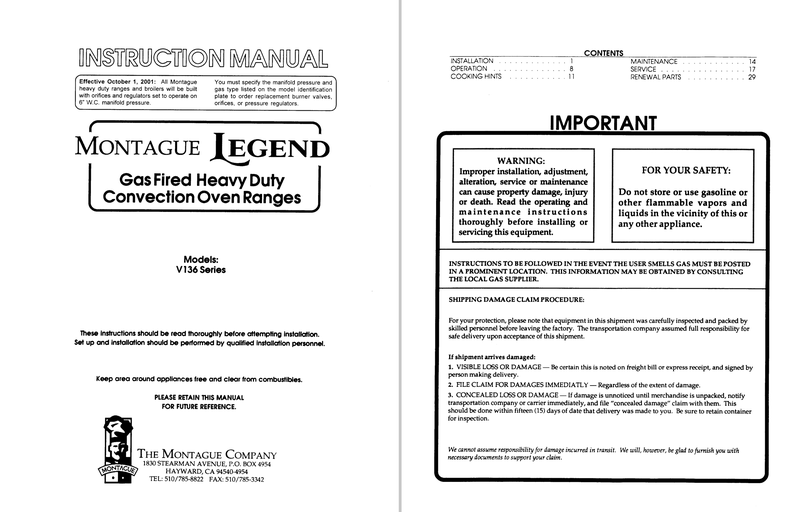 INSTRUCTION MANUAL
Effective October 1, 2001: All Montague
heavy duty ranges and broilers will be built
with orifices and regulators set to operate on
6" W.C. manifold pressure.
You must specify the manifold pressure and
gas type listed on the model identification
plate to order replacement burner valves,
orifices, or pressure regulators.
MONTAGUE LEGEND
Gas Fired Heavy Duty
Convection Oven Ranges
Models:
V136 Series
These instructions should be read thoroughly before attempting installation.
Set up and installation should be performed by qualified installation personnel.
Keep area around appliances free and clear from combustibles.
PLEASE RETAIN THIS MANUAL
FOR FUTURE REFERENCE.
MONTAGUE
THE MONTAGUE COMPANY
1830 STEARMAN AVENUE, P.O. BOX 4954
HAYWARD, CA 94540-4954
TEL: 510/785-8822 FAX: 510/785-3342
CONTENTS
INSTALLATION . . . . . . . . . . . . . 1
OPERATION . . . . . . . . . . . . . . 8
COOKING HINTS . . . . . . . . . . . 11
MAINTENANCE . . . . . . . . . . . 14
SERVICE . . . . . . . . . . . . . . . 17
RENEWAL PARTS . . . . . . . . . . 29
IMPORTANT
WARNING:
Improper installation, adjustment,
alteration, service or maintenance
can cause property damage, injury
or death. Read the operating and
maintenance instructions
thoroughly before installing or
servicing this equipment.
FOR YOUR SAFETY:
Do not store or use gasoline or
other flammable vapors and
liquids in the vicinity of this or
any other appliance.
INSTRUCTIONS TO BE FOLLOWED IN THE EVENT THE USER SMELLS GAS MUST BE POSTED
IN A PROMINENT LOCATION. THIS INFORMATION MAY BE OBTAINED BY CONSULTING
THE LOCAL GAS SUPPLIER.
SHIPPING DAMAGE CLAIM PROCEDURE:
For your protection, please note that equipment in this shipment was carefully inspected and packed by
skilled personnel before leaving the factory. The transportation company assumed full responsibility for
safe delivery upon acceptance of this shipment.
If shipment arrives damaged:
1. VISIBLE LOSS OR DAMAGE — Be certain this is noted on freight bill or express receipt, and signed by
person making delivery.
2. FILE CLAIM FOR DAMAGES IMMEDIATELY — Regardless of the extent of damage.
3. CONCEALED LOSS OR DAMAGE — If damage is unnoticed until merchandise is unpacked, notify
transportation company or carrier immediately, and file "concealed damage" claim with them. This
should be done within fifteen (15) days of date that delivery was made to you. Be sure to retain container
for inspection.
We cannot assume responsibility for damage incurred in transit. We will, however, be glad to furnish you with
necessary documents to support your claim.